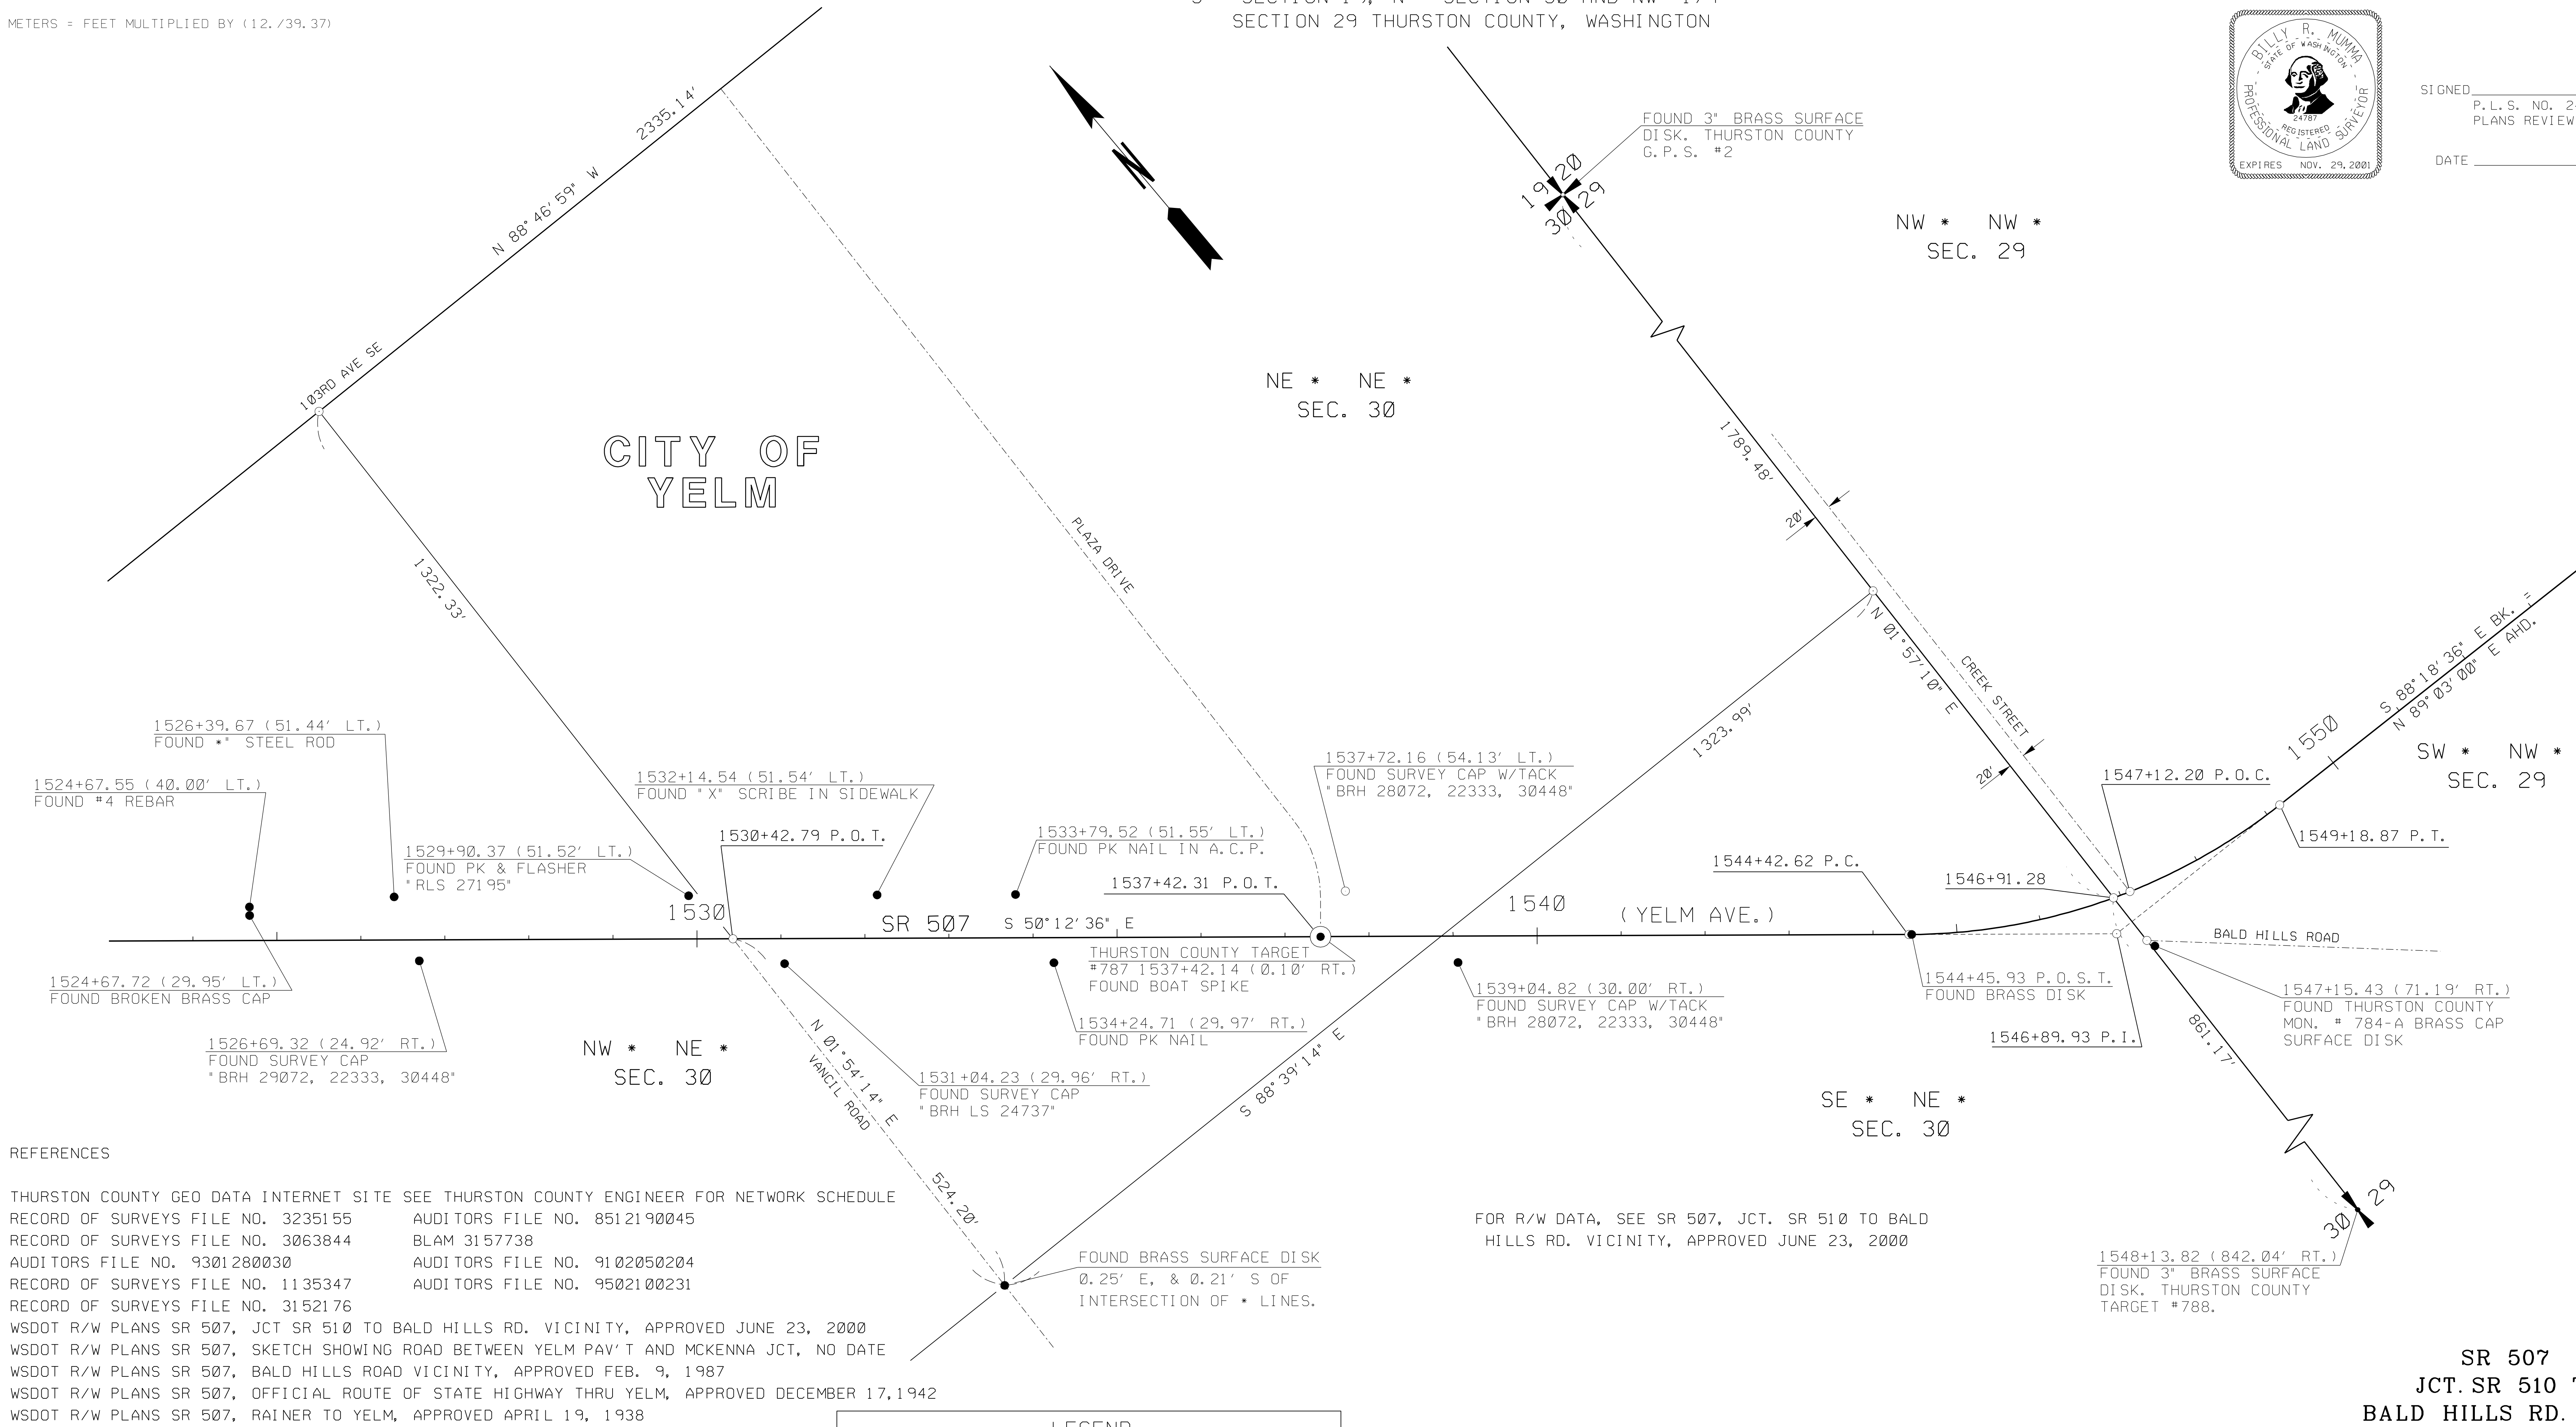 METERS = FEET MULTIPLIED BY (12./39.37)
SECTION 29 THURSTON COUNTY, WASHINGTON
BILLY R. MUMMA
STATE OF WASHINGTON
24787
REGISTERED
PROFESSIONAL LAND SURVEYOR
EXPIRES NOV. 29,2001
SIGNED
P.L.S. NO.
PLANS REVIEW
DATE
N 88°46'59" W 2335.14'
103RD AVE SE
N
FOUND 3" BRASS SURFACE
DISK. THURSTON COUNTY
G.P.S. #2
19 20
30 29
NW * NW *
SEC. 29
NE * NE *
SEC. 30
CITY OF
YELM
1322.33'
PLAZA DRIVE
1789.48'
20'
N 01°57'10" E
CREEK STREET
20'
1323.99'
S 88°18'36" E BK. =
N 89°03'00" E AHD.
1550
SW * NW *
SEC. 29
1526+39.67 (51.44' LT.)
FOUND *" STEEL ROD
1524+67.55 (40.00' LT.)
FOUND #4 REBAR
1532+14.54 (51.54' LT.)
FOUND "X" SCRIBE IN SIDEWALK
1537+72.16 (54.13' LT.)
FOUND SURVEY CAP W/TACK
"BRH 28072, 22333, 30448"
1547+12.20 P.O.C.
1530+42.79 P.O.T.
1533+79.52 (51.55' LT.)
FOUND PK NAIL IN A.C.P.
1549+18.87 P.T.
1529+90.37 (51.52' LT.)
FOUND PK & FLASHER
"RLS 27195"
1537+42.31 P.O.T.
1544+42.62 P.C.
1546+91.28
1530
SR 507 S 50°12'36" E
1540
(YELM AVE.)
BALD HILLS ROAD
THURSTON COUNTY TARGET
#787 1537+42.14 (0.10' RT.)
FOUND BOAT SPIKE
1524+67.72 (29.95' LT.)
FOUND BROKEN BRASS CAP
1539+04.82 (30.00' RT.)
FOUND SURVEY CAP W/TACK
"BRH 28072, 22333, 30448"
1544+45.93 P.O.S.T.
FOUND BRASS DISK
1547+15.43 (71.19' RT.)
FOUND THURSTON COUNTY
MON. # 784-A BRASS CAP
SURFACE DISK
1534+24.71 (29.97' RT.)
FOUND PK NAIL
1546+89.93 P.I.
861.17'
1526+69.32 (24.92' RT.)
FOUND SURVEY CAP
"BRH 29072, 22333, 30448"
NW * NE *
SEC. 30
N 01°54'14" E
VANCIL ROAD
1531+04.23 (29.96' RT.)
FOUND SURVEY CAP
"BRH LS 24737"
S 88°39'14" E
SE * NE *
SEC. 30
524.20'
29
30
REFERENCES
THURSTON COUNTY GEO DATA INTERNET SITE SEE THURSTON COUNTY ENGINEER FOR NETWORK SCHEDULE
RECORD OF SURVEYS FILE NO. 3235155 AUDITORS FILE NO. 8512190045
RECORD OF SURVEYS FILE NO. 3063844 BLAM 3157738
AUDITORS FILE NO. 9301280030 AUDITORS FILE NO. 9102050204
RECORD OF SURVEYS FILE NO. 1135347 AUDITORS FILE NO. 9502100231
RECORD OF SURVEYS FILE NO. 3152176
WSDOT R/W PLANS SR 507, JCT SR 510 TO BALD HILLS RD. VICINITY, APPROVED JUNE 23, 2000
WSDOT R/W PLANS SR 507, SKETCH SHOWING ROAD BETWEEN YELM PAV'T AND MCKENNA JCT, NO DATE
WSDOT R/W PLANS SR 507, BALD HILLS ROAD VICINITY, APPROVED FEB. 9, 1987
WSDOT R/W PLANS SR 507, OFFICIAL ROUTE OF STATE HIGHWAY THRU YELM, APPROVED DECEMBER 17,1942
WSDOT R/W PLANS SR 507, RAINER TO YELM, APPROVED APRIL 19, 1938
FOUND BRASS SURFACE DISK
0.25' E, & 0.21' S OF
INTERSECTION OF * LINES.
FOR R/W DATA, SEE SR 507, JCT. SR 510 TO BALD
HILLS RD. VICINITY, APPROVED JUNE 23, 2000
1548+13.82 (842.04' RT.)
FOUND 3" BRASS SURFACE
DISK. THURSTON COUNTY
TARGET #788.
LEGEND
SR 507
JCT. SR 510
BALD HILLS RD.